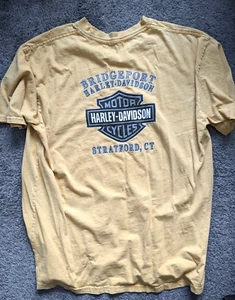 BRIDGEPORT
HARLEY-DAVIDSON
MOTOR
HARLEY-DAVIDSON
CYCLES
STRATFORD, CT